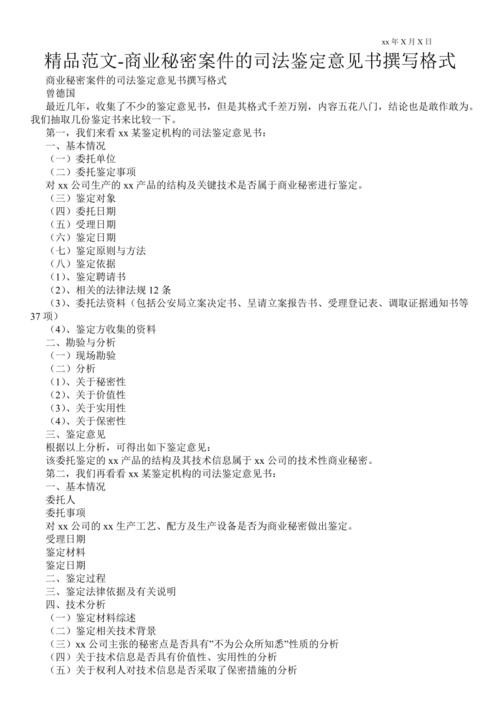 xx 年 X 月 X 日
精品范文-商业秘密案件的司法鉴定意见书撰写格式
商业秘密案件的司法鉴定意见书撰写格式
曾德国
最近几年，收集了不少的鉴定意见书，但是其格式千差万别，内容五花八门，结论也是敢作敢为。
我们抽取几份鉴定书来比较一下。
第一，我们来看 xx 某鉴定机构的司法鉴定意见书：
一、基本情况
（一）委托单位
（二）委托鉴定事项
对 xx 公司生产的 xx 产品的结构及关键技术是否属于商业秘密进行鉴定。
（三）鉴定对象
（四）委托日期
（五）受理日期
（六）鉴定日期
（七）鉴定原则与方法
（八）鉴定依据
（1）、鉴定聘请书
（2）、相关的法律法规 12 条
（3）、委托法资料（包括公安局立案决定书、呈请立案报告书、受理登记表、调取证据通知书等
37 项）
（4）、鉴定方收集的资料
二、勘验与分析
（一）现场勘验
（二）分析
（1）、关于秘密性
（2）、关于价值性
（3）、关于实用性
（4）、关于保密性
三、鉴定意见
根据以上分析，可得出如下鉴定意见：
该委托鉴定的 xx 产品的结构及其技术信息属于 xx 公司的技术性商业秘密。
第二，我们再看看 xx 某鉴定机构的司法鉴定意见书：
一、基本情况
委托人
委托事项
对 xx 公司的 xx 生产工艺、配方及生产设备是否为商业秘密做出鉴定。
受理日期
鉴定材料
鉴定日期
二、鉴定过程
三、鉴定法律依据及有关说明
四、技术分析
（一）鉴定材料综述
（二）鉴定相关技术背景
（三）xx 公司主张的秘密点是否具有"不为公众所知悉"性质的分析
（四）关于技术信息是否具有价值性、实用性的分析
（五）关于权利人对技术信息是否采取了保密措施的分析